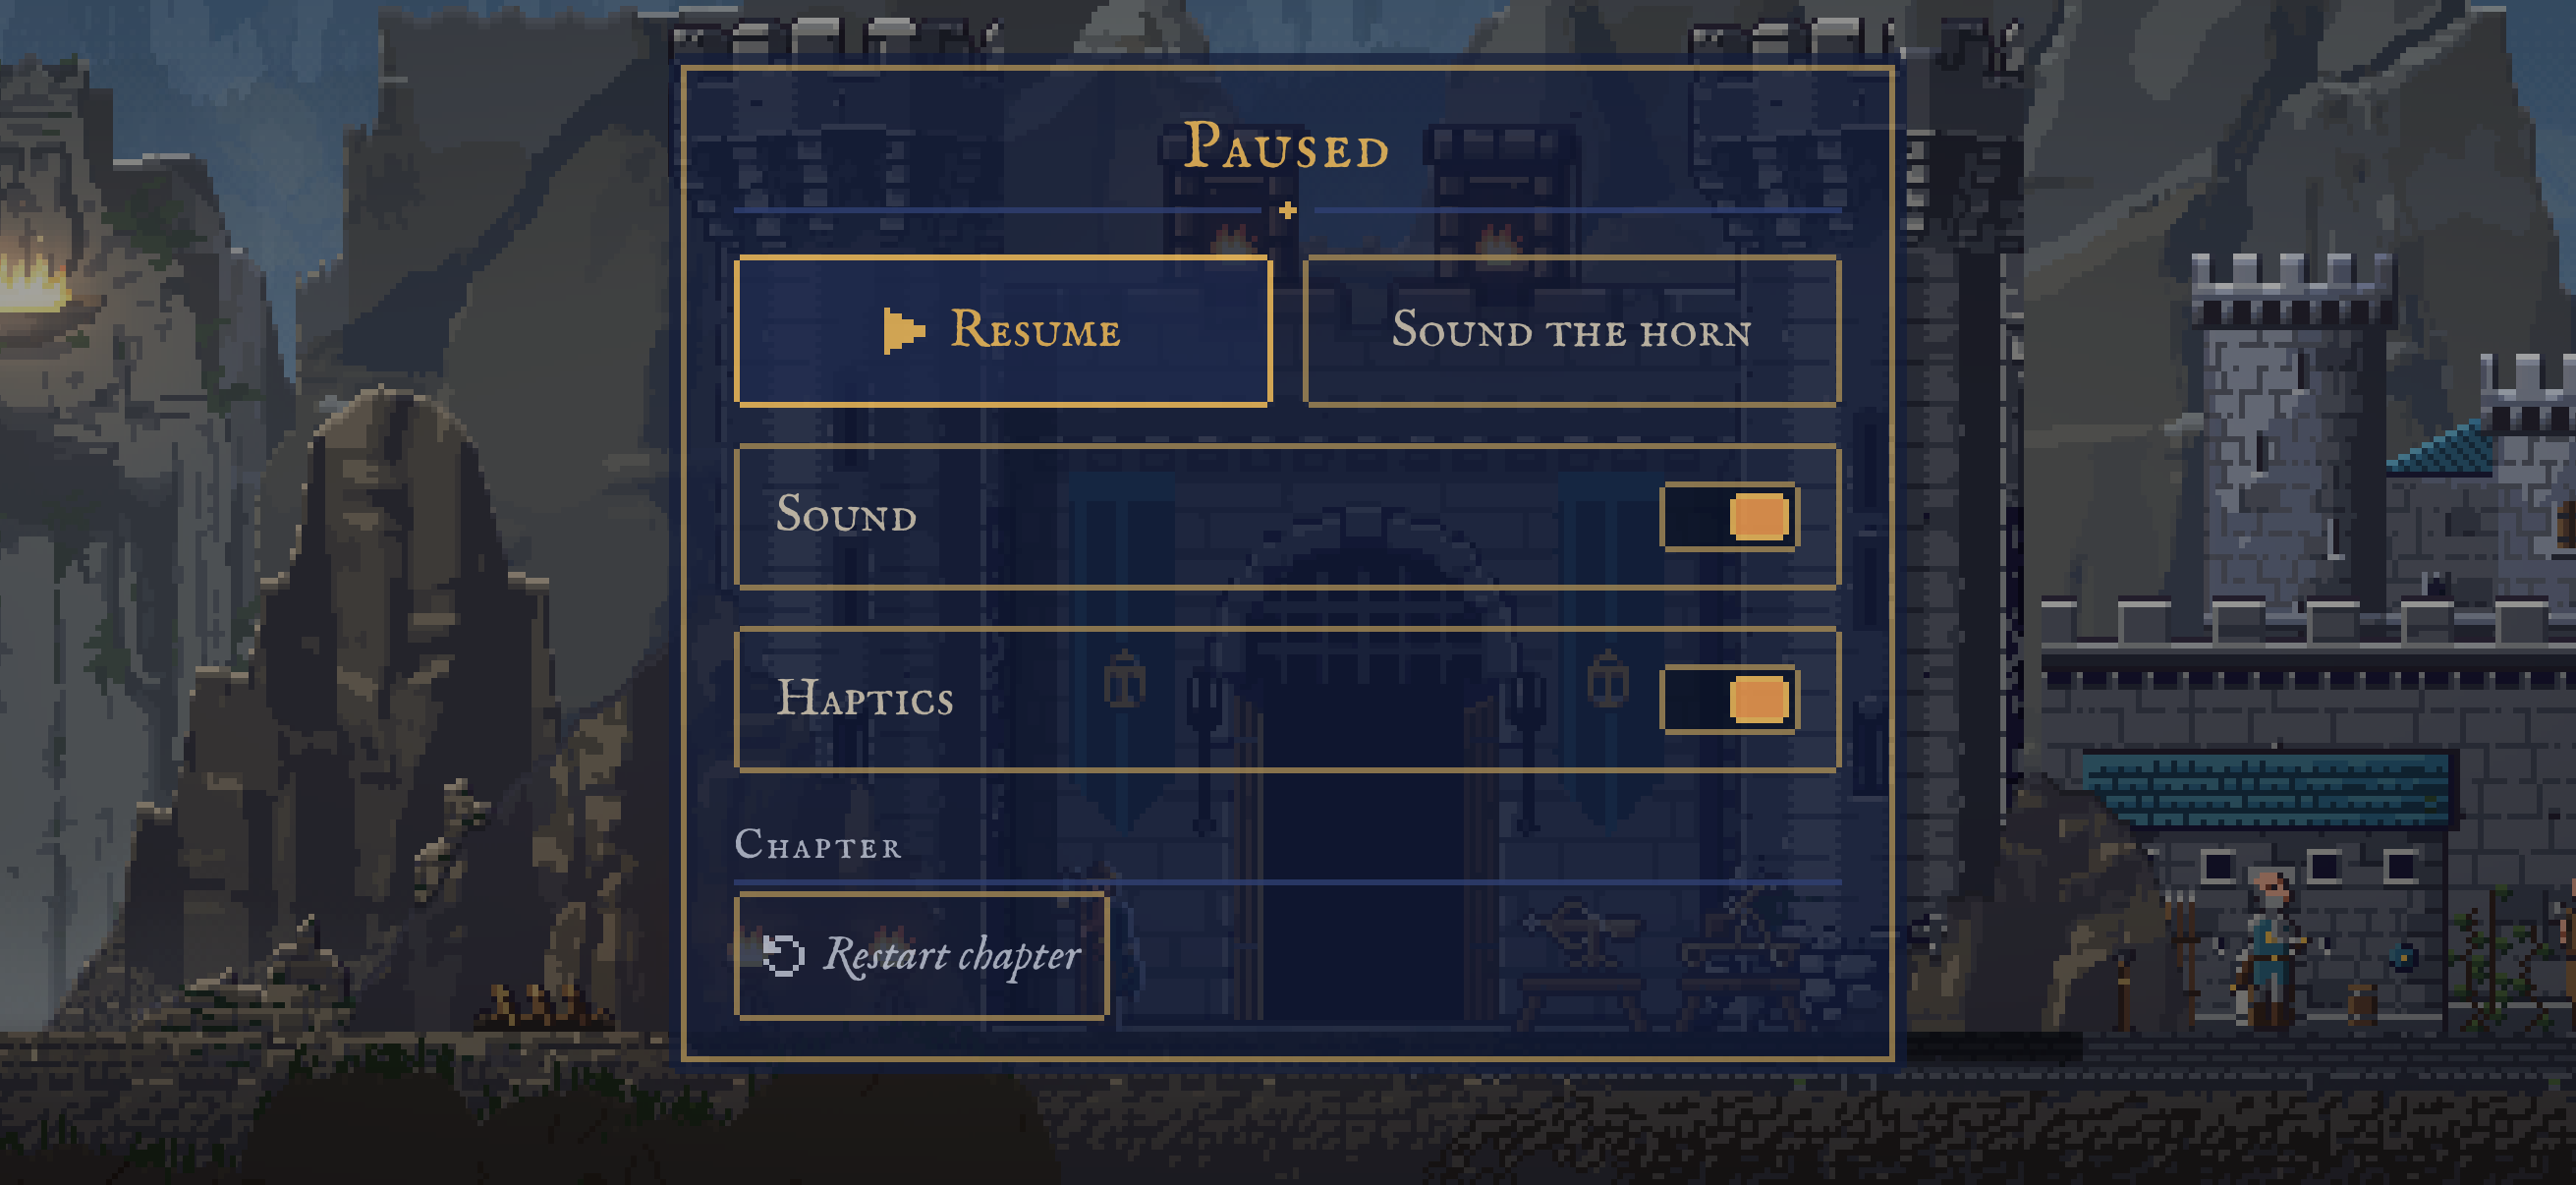 Paused
Resume
Sound the horn
Sound
Haptics
Chapter
Restart chapter